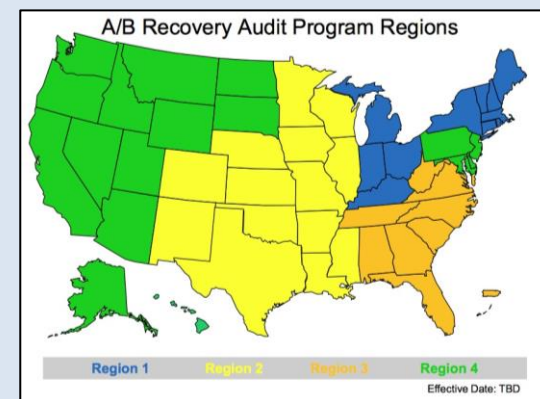 A/B Recovery Audit Program Regions
Region 1 Region 2 Region 3 Region 4
Effective Date: TBD